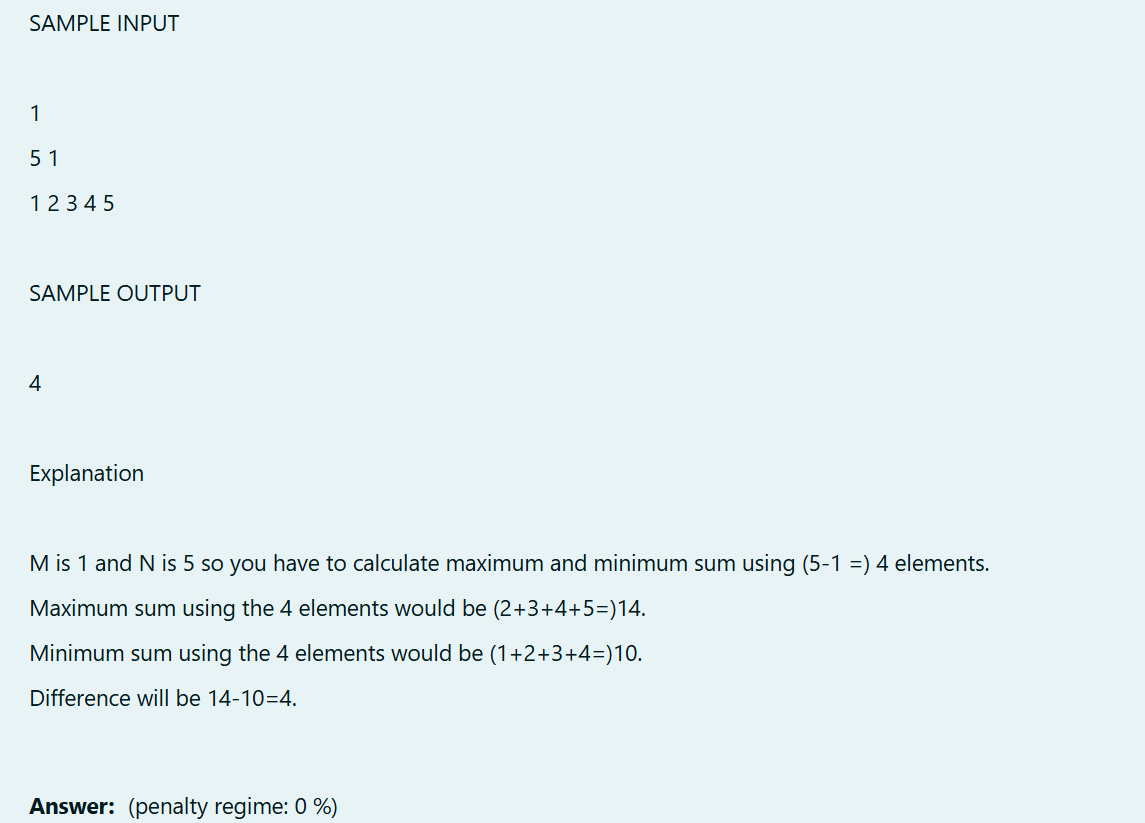 SAMPLE INPUT
1
5 1
1 2 3 4 5
SAMPLE OUTPUT
4
Explanation
M is 1 and N is 5 so you have to calculate maximum and minimum sum using (5-1 =) 4 elements.
Maximum sum using the 4 elements would be (2+3+4+5=)14.
Minimum sum using the 4 elements would be (1+2+3+4=)10.
Difference will be 14-10=4.
Answer: (penalty regime: 0 %)